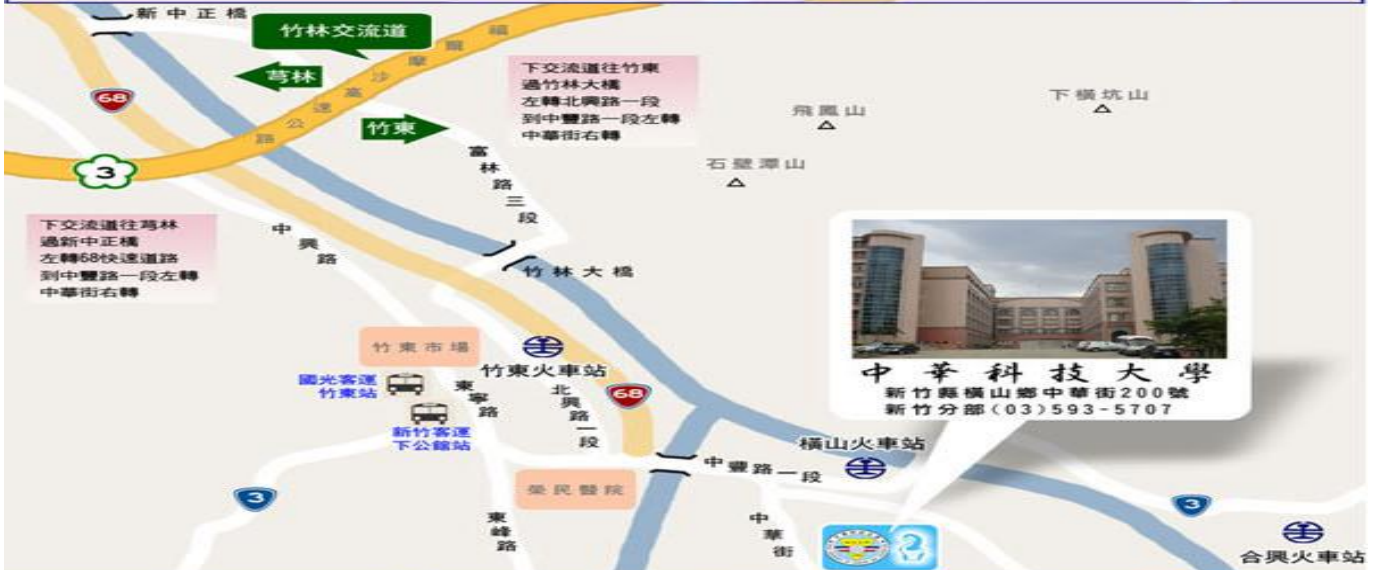 新中正橋
竹林交流道
福爾摩沙高速公路
芎林
竹東
68
3
下交流道往竹東
過竹林大橋
左轉北興路一段
到中豐路一段左轉
中華街右轉
飛鳳山
下橫坑山
石壁潭山
富林路三段
下交流道往芎林
過新中正橋
左轉68快速道路
到中豐路一段左轉
中華街右轉
中興路
竹林大橋
竹東市場
竹東火車站
國光客運
竹東站
新竹客運
下公館站
東寧路
北興路一段
68
中華科技大學
新竹縣橫山鄉中華街200號
新竹分部(03)593-5707
橫山火車站
中豐路一段
榮民醫院
3
東峰路
中華街
3
合興火車站